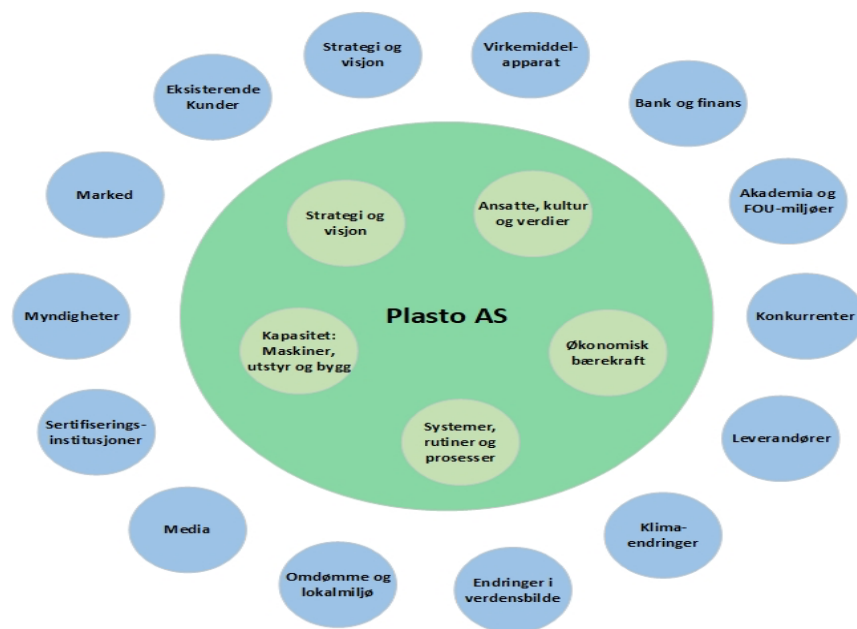 Strategi og
visjon
Virkemiddel-
apparat
Eksisterende
Kunder
Bank og finans
Marked
Akademia og
FOU-miljøer
Strategi og
visjon
Ansatte, kultur
og verdier
Myndigheter
Plasto AS
Konkurrenter
Kapasitet:
Maskiner,
utstyr og bygg
Økonomisk
bærekraft
Sertifiserings-
institusjoner
Systemer,
rutiner og
prosesser
Leverandører
Media
Klima-
endringer
Omdømme og
lokalmiljø
Endringer i
verdensbilde